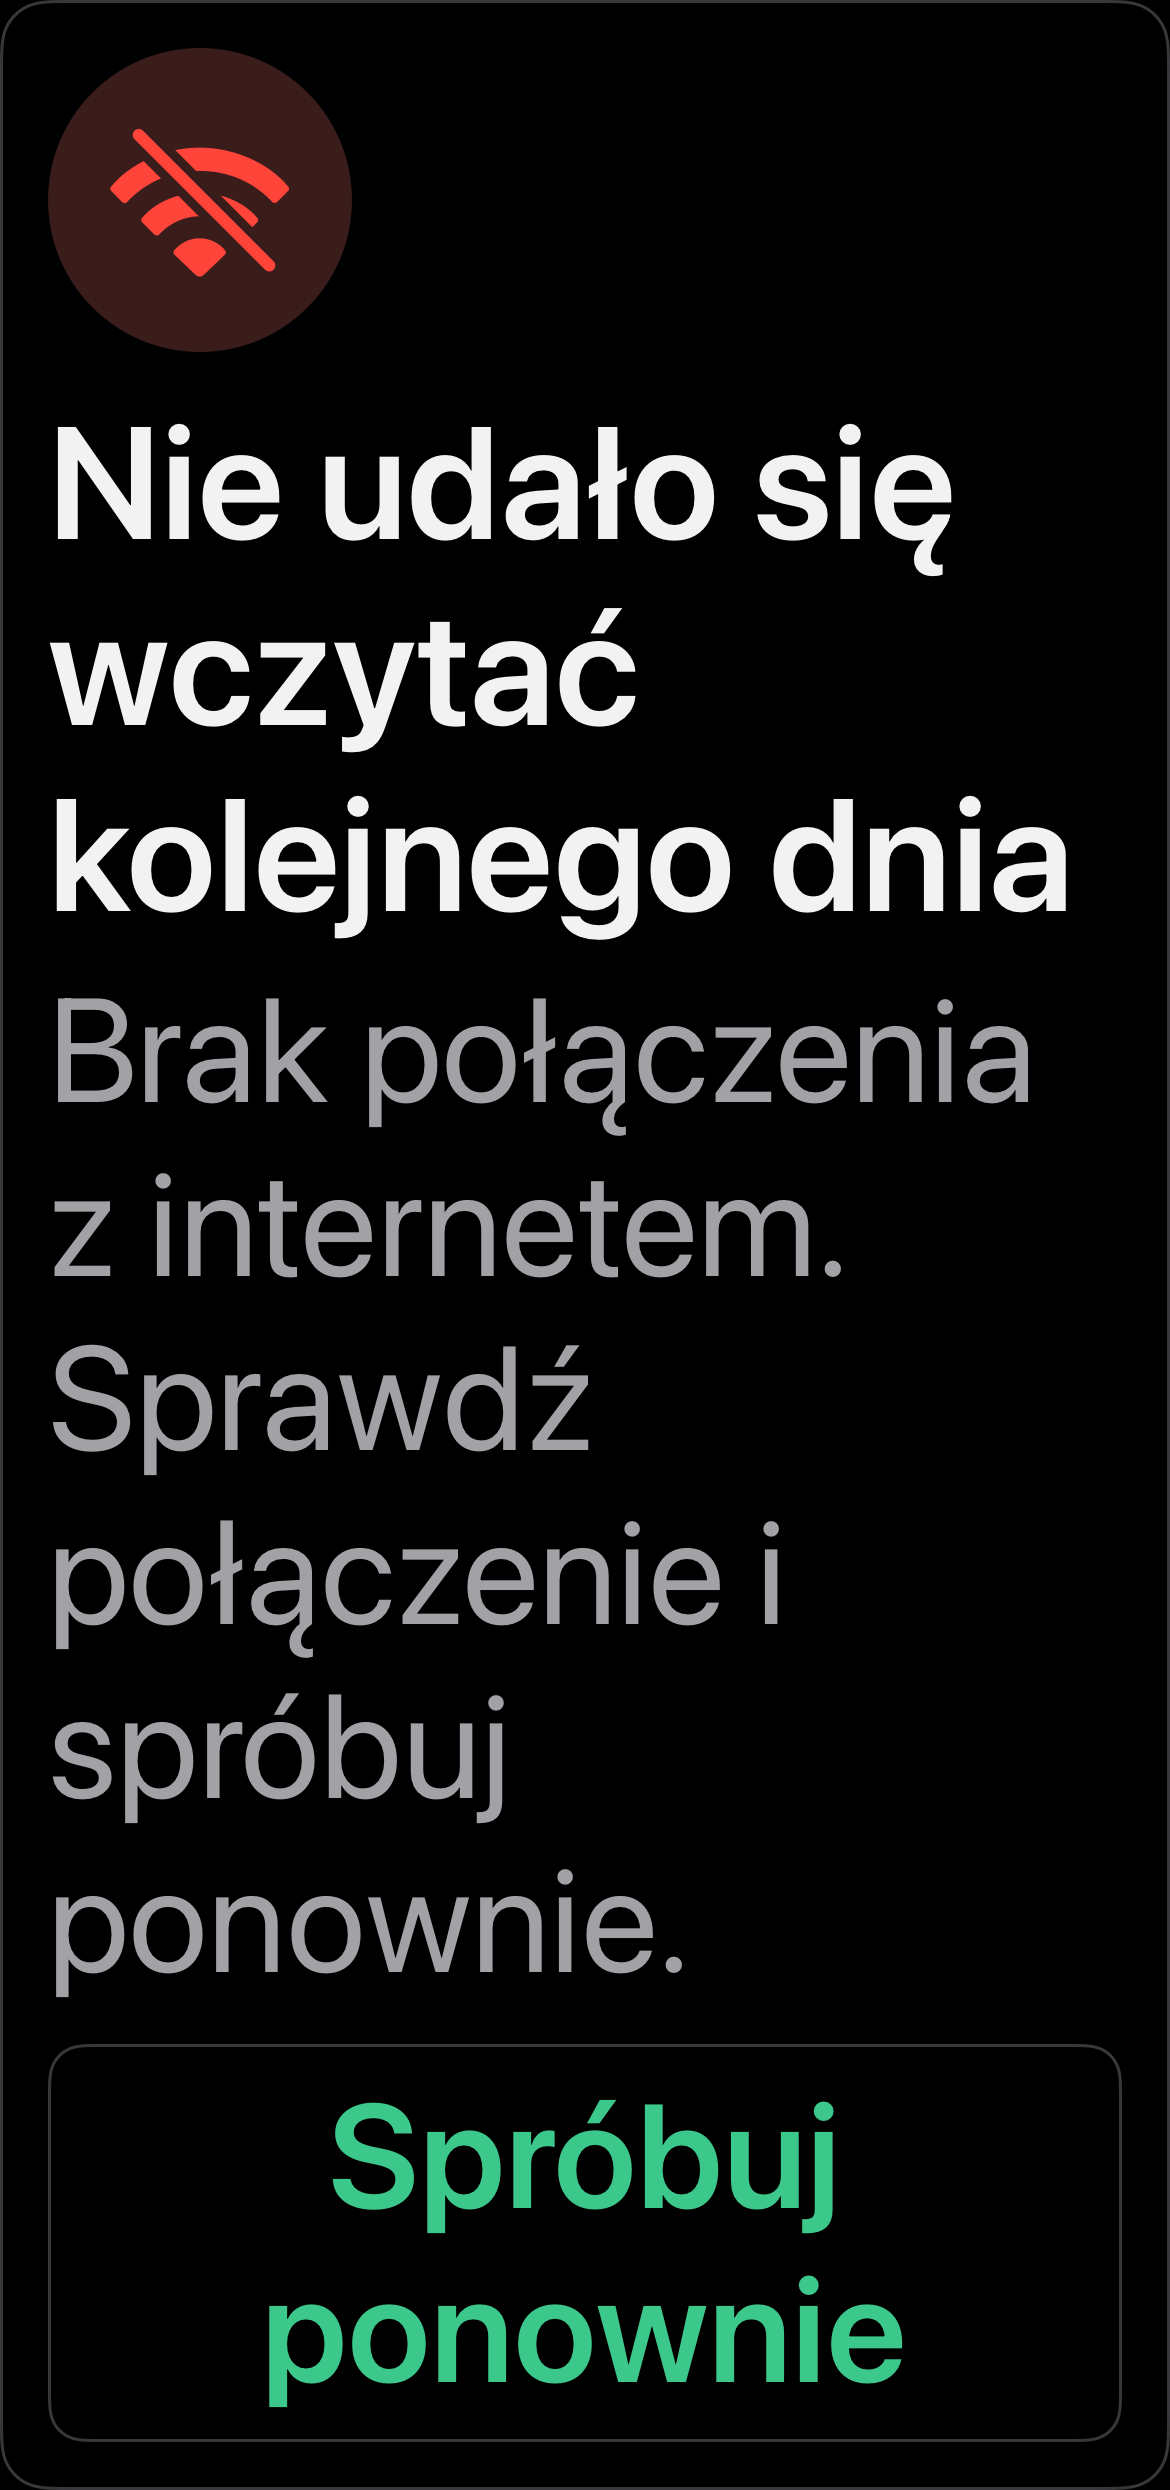 Nie udało się
wczytać
kolejnego dnia
Brak połączenia
z internetem.
Sprawdź
połączenie i
spróbuj
ponownie.
Spróbuj
ponownie